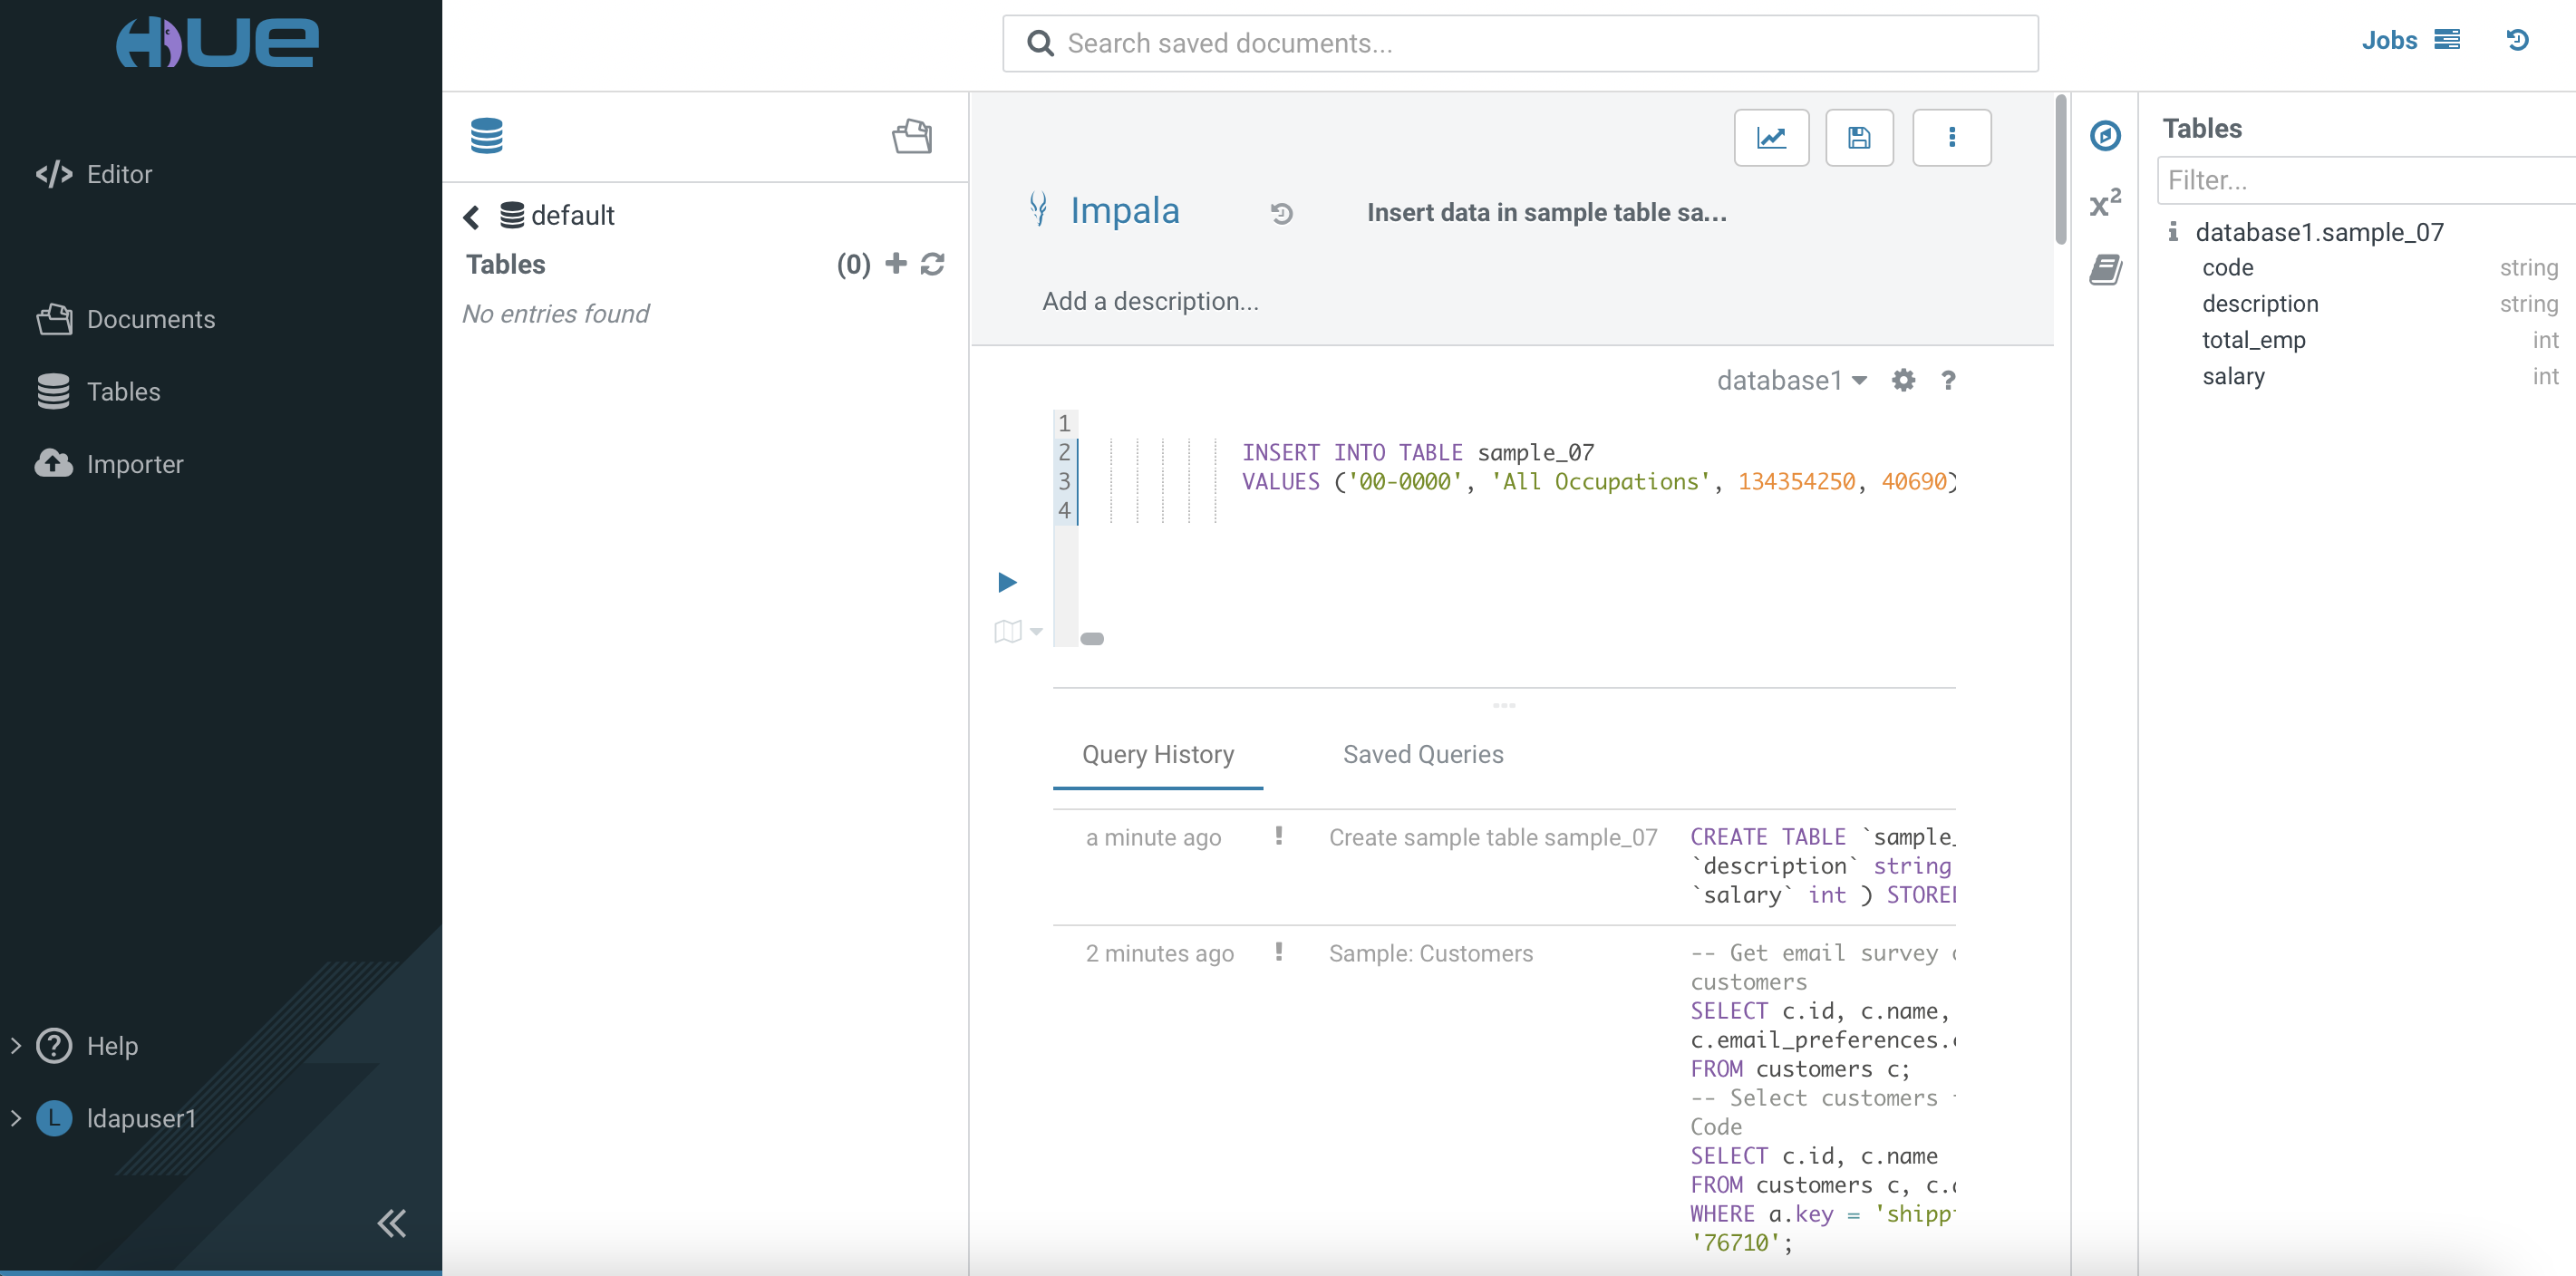 HUE
Search saved documents...
Jobs
Editor
Documents
Tables
Importer
Help
L ldapuser1
default
Tables (0)
No entries found
Impala
Insert data in sample table sa...
Add a description...
database1
?
1
2 INSERT INTO TABLE sample_07
3 VALUES ('00-0000', 'All Occupations', 134354250, 40690)
4
Query History Saved Queries
a minute ago ! Create sample table sample_07 CREATE TABLE `sample_
`description` string
`salary` int ) STORED
2 minutes ago ! Sample: Customers -- Get email survey
customers
SELECT c.id, c.name,
c.email_preferences.
FROM customers c;
-- Select customers
Code
SELECT c.id, c.name
FROM customers c, c.
WHERE a.key = 'shipp
'76710';
x²
Tables
Filter...
i database1.sample_07
code string
description string
total_emp int
salary int